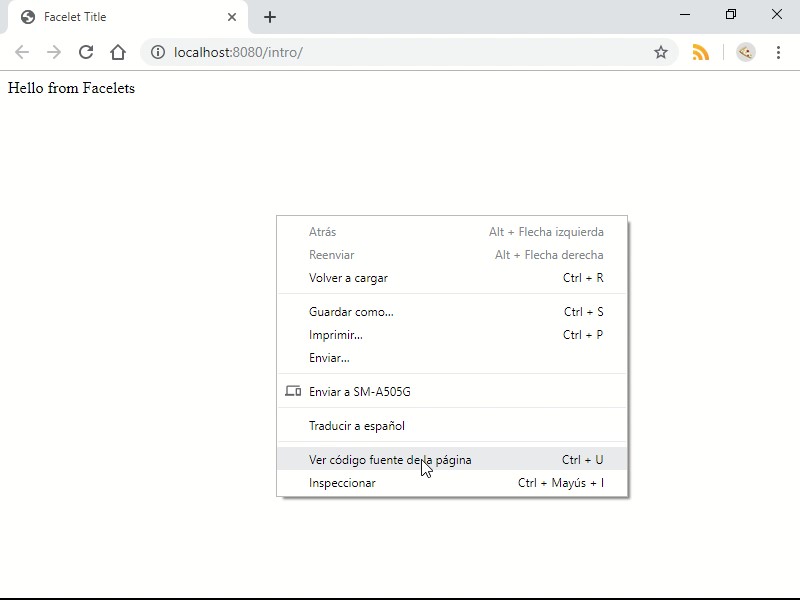 Facelet Title
localhost:8080/intro/
Hello from Facelets
Atrás Alt + Flecha izquierda
Reenviar Alt + Flecha derecha
Volver a cargar Ctrl + R
Guardar como... Ctrl + S
Imprimir... Ctrl + P
Enviar...
Enviar a SM-A505G
Traducir a español
Ver código fuente de la página Ctrl + U
Inspeccionar Ctrl + Mayús + I